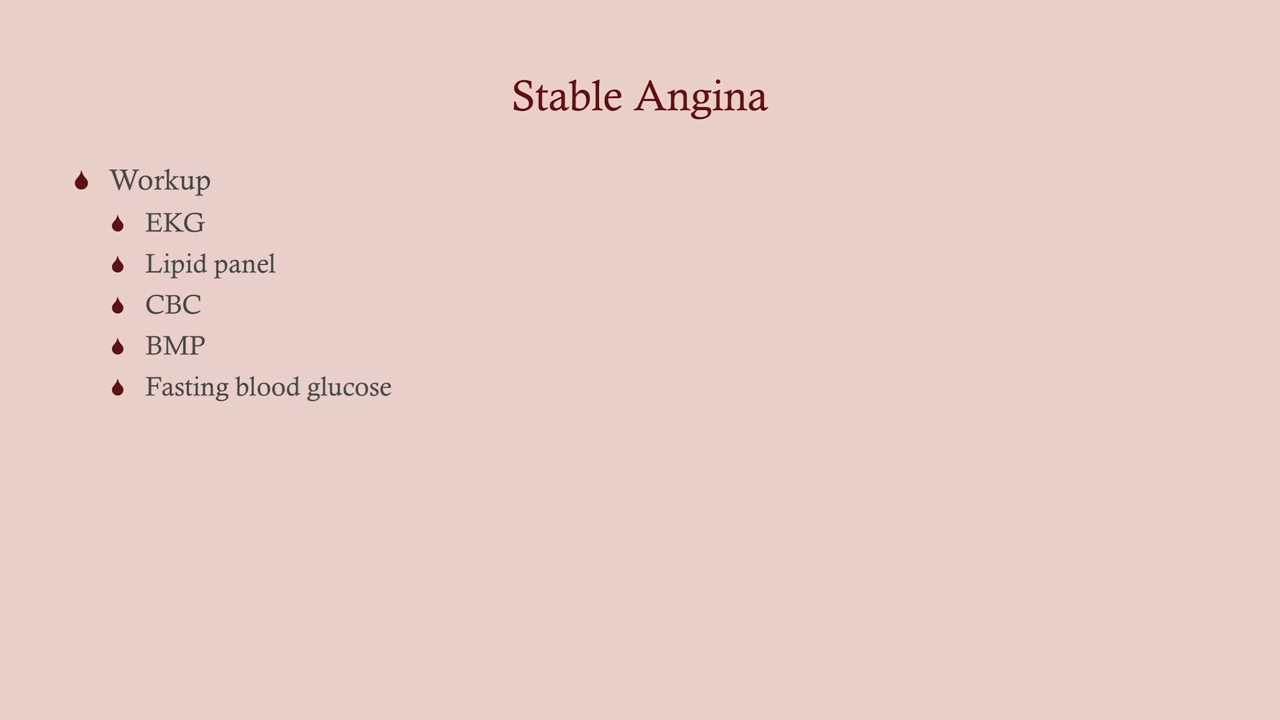 Stable Angina
Workup
EKG
Lipid panel
CBC
BMP
Fasting blood glucose